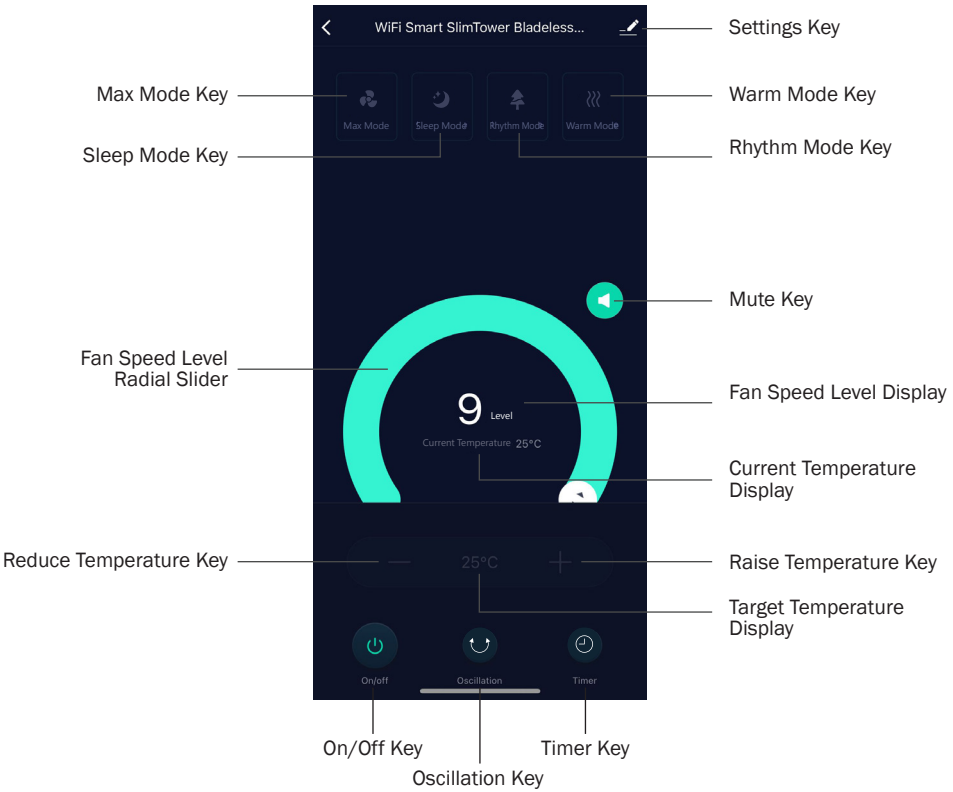 WiFi Smart SlimTower Bladeless...
Settings Key
Max Mode Key
Warm Mode Key
Max Mode
Sleep Mode
Rhythm Mode
Warm Mode
Sleep Mode Key
Rhythm Mode Key
Mute Key
Fan Speed Level
Radial Slider
9 Level
Fan Speed Level Display
Current Temperature 25°C
Current Temperature
Display
Reduce Temperature Key
25°C
Raise Temperature Key
Target Temperature
Display
On/off
Oscillation
Timer
On/Off Key
Timer Key
Oscillation Key